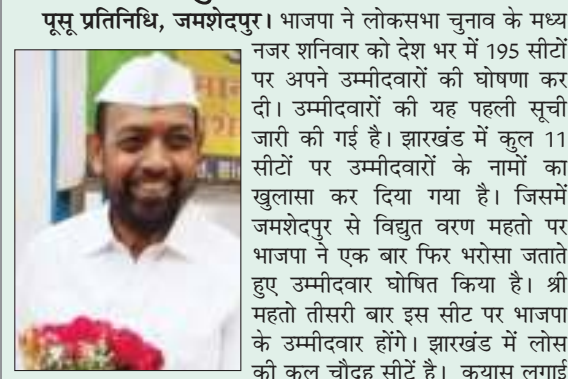 पूसू प्रतिनिधि, जमशेदपुर। भाजपा ने लोकसभा चुनाव के मध्य
नजर शनिवार को देश भर में 195 सीटों
पर अपने उम्मीदवारों की घोषणा कर
दी। उम्मीदवारों की यह पहली सूची
जारी की गई है। झारखंड में कुल 11
सीटों पर उम्मीदवारों के नामों का
खुलासा कर दिया गया है। जिसमें
जमशेदपुर से विद्युत वरण महतो पर
भाजपा ने एक बार फिर भरोसा जताते
हुए उम्मीदवार घोषित किया है। श्री
महतो तीसरी बार इस सीट पर भाजपा
के उम्मीदवार होंगे। झारखंड में लोस
की कुल चौदह सीटें है। कयास लगाई